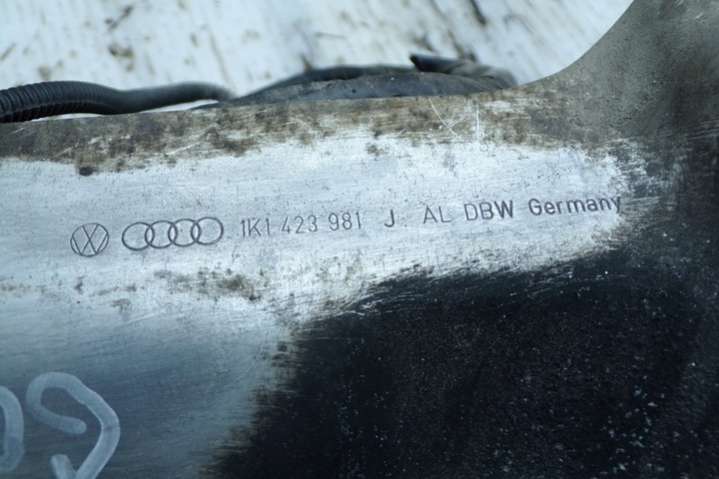 1K1 423 981 J. AL DBW Germany